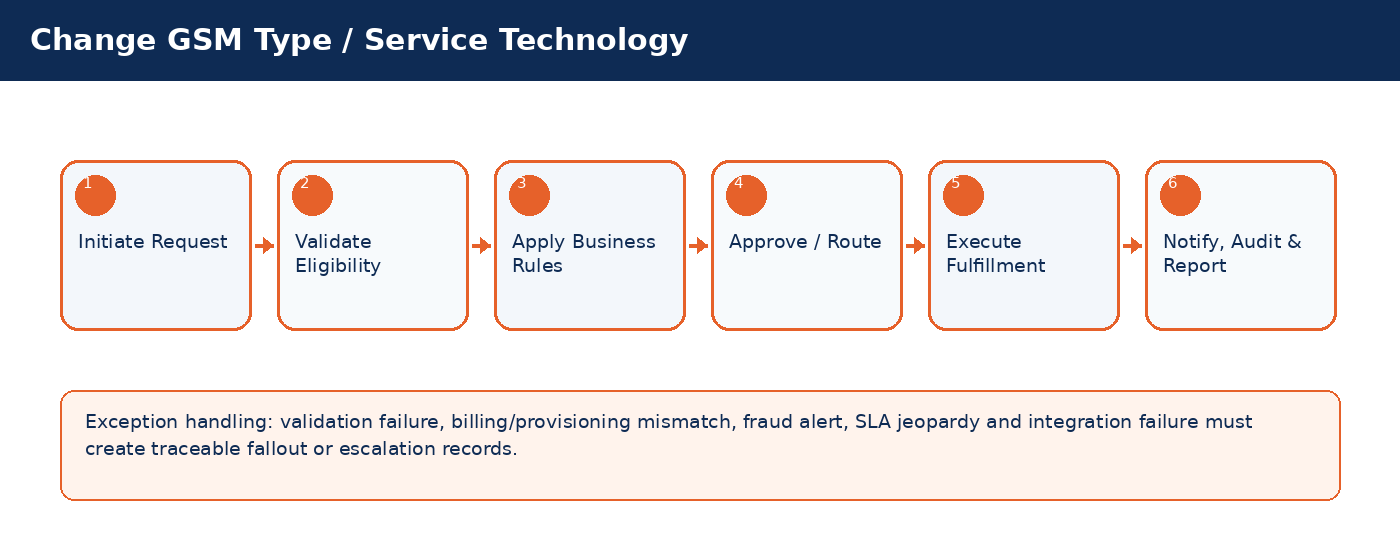 Change GSM Type / Service Technology
1
Initiate Request
2
Validate
Eligibility
3
Apply Business
Rules
4
Approve / Route
5
Execute
Fulfillment
6
Notify, Audit &
Report
Exception handling: validation failure, billing/provisioning mismatch, fraud alert, SLA jeopardy and integration failure must
create traceable fallout or escalation records.